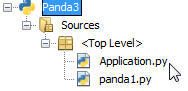 Panda3
Sources
<Top Level>
Application.py
panda1.py